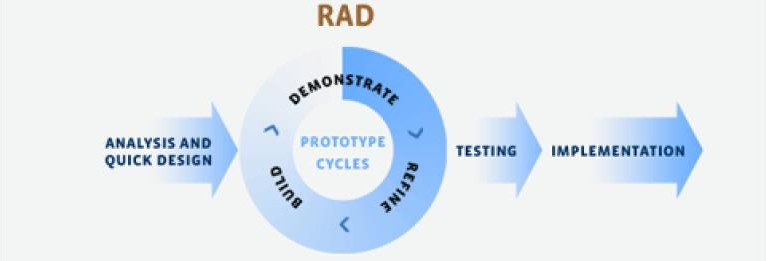 RAD
ANALYSIS AND
QUICK DESIGN
DEMONSTRATE
REFINE
BUILD
PROTOTYPE
CYCLES
TESTING
IMPLEMENTATION